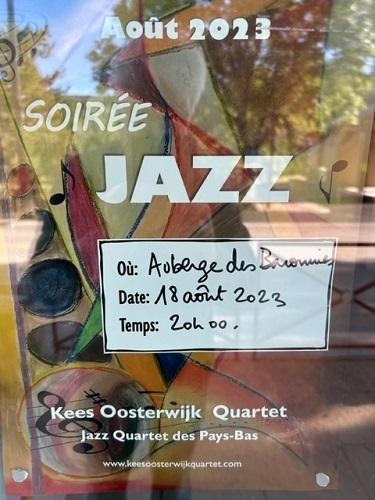 Août 2023
SOIRÉE
JAZZ
Où: Auberge des Baronnies
Date: 18 août 2023
Temps: 20h00.
Kees Oosterwijk Quartet
Jazz Quartet des Pays-Bas
www.keesoosterwijkquartet.com